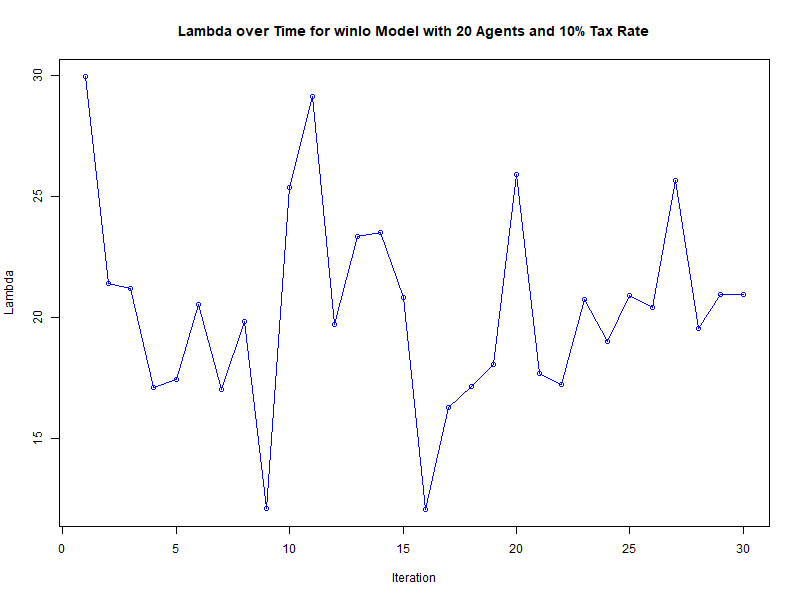 Lambda over Time for winlo Model with 20 Agents and 10% Tax Rate
30
25
20
15
Lambda
0 5 10 15 20 25 30
Iteration